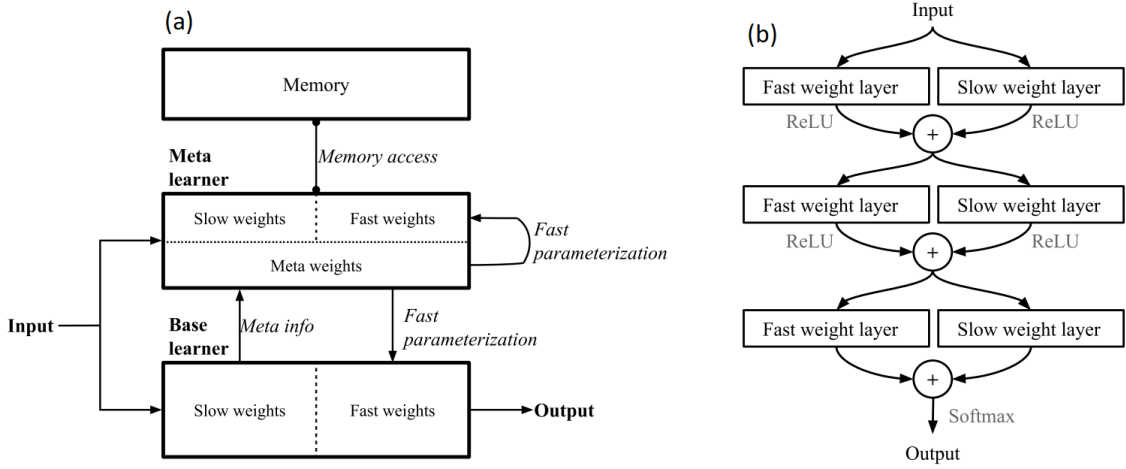 (a)
Memory
Memory access
Meta
learner
Slow weights
Fast weights
Fast
parameterization
Meta weights
Input
Base
learner
Meta info
Fast
parameterization
Slow weights
Fast weights
Output
(b)
Input
Fast weight layer
Slow weight layer
ReLU
ReLU
+
Fast weight layer
Slow weight layer
ReLU
ReLU
+
Fast weight layer
Slow weight layer
+
Softmax
Output